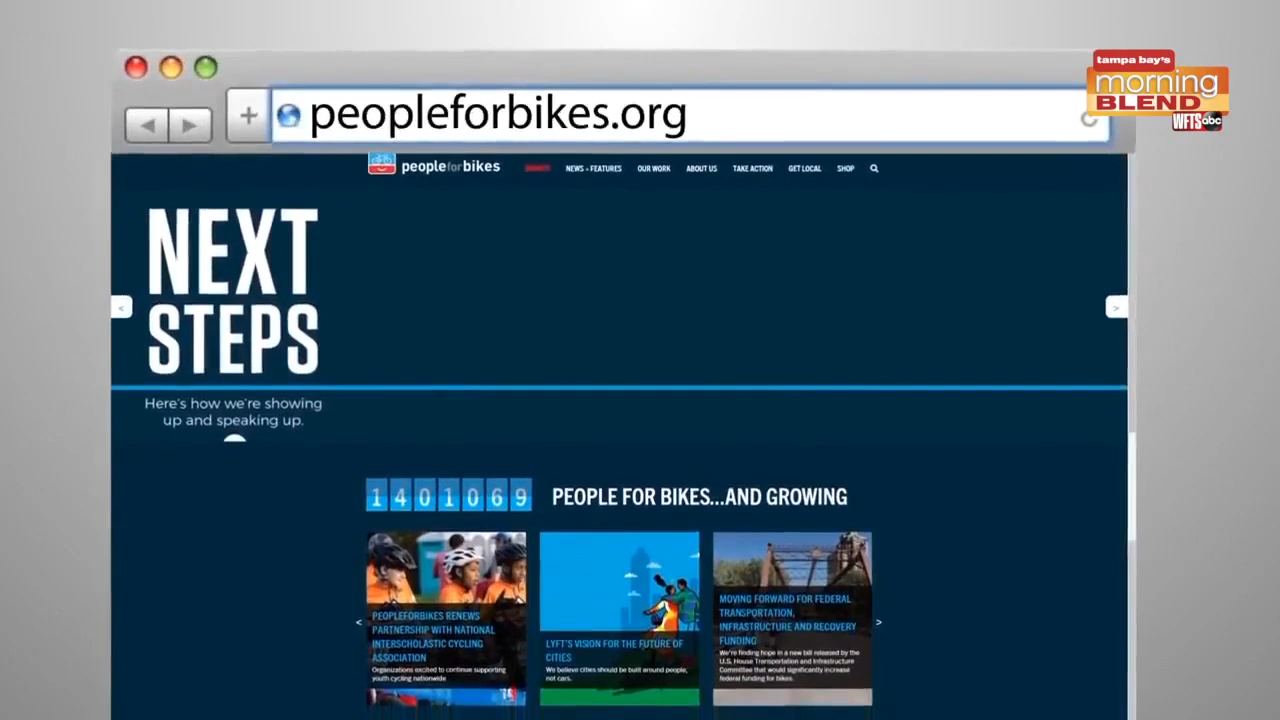 tampa bay's
morning
BLEND
WFTS abc
peopleforbikes.org
peopleforbikes
NEWS + FEATURES OUR WORK ABOUT US TAKE ACTION GET LOCAL SHOP
NEXT
STEPS
Here's how we're showing
up and speaking up.
1401069 PEOPLE FOR BIKES...AND GROWING
PEOPLEFORBIKES RENEWS
PARTNERSHIP WITH NATIONAL
INTERSCHOLASTIC CYCLING
ASSOCIATION
Organizations excited to continue supporting
youth cycling nationwide
LYFT'S VISION FOR THE FUTURE OF
CITIES
We believe cities should be built around people,
not cars.
MOVING FORWARD FOR FEDERAL
TRANSPORTATION,
INFRASTRUCTURE AND RECOVERY
FUNDING
We're finding hope in a new bill released by the
U.S. House Transportation and Infrastructure
Committee that would significantly increase
federal funding for bikes.